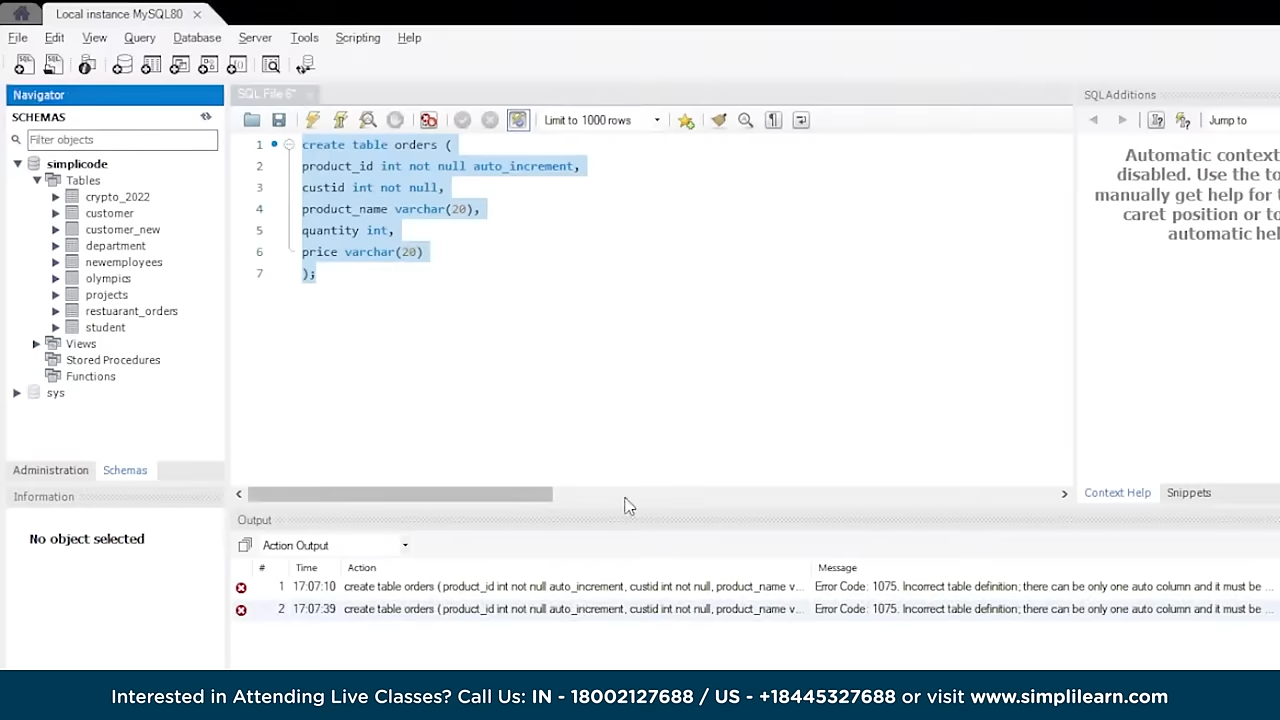 Local instance MySQL80
File Edit View Query Database Server Tools Scripting Help
Navigator
SCHEMAS
Filter objects
simplicode
Tables
crypto_2022
customer
customer_new
department
newemployees
olympics
projects
restuarant_orders
student
Views
Stored Procedures
Functions
sys
Administration Schemas
Information
No object selected
SQL File 6*
Limit to 1000 rows
1 create table orders (
2 product_id int not null auto_increment,
3 custid int not null,
4 product_name varchar(20),
5 quantity int,
6 price varchar(20)
7 );
SQLAdditions
Jump to
Automatic context
disabled. Use the to
manually get help for t
caret position or to
automatic hel
Context Help Snippets
Output
Action Output
# Time Action Message
1 17:07:10 create table orders ( product_id int not null auto_increment, custid int not null, product_name v... Error Code: 1075. Incorrect table definition; there can be only one auto column and it must be ...
2 17:07:39 create table orders ( product_id int not null auto_increment, custid int not null, product_name v... Error Code: 1075. Incorrect table definition; there can be only one auto column and it must be ...
Interested in Attending Live Classes? Call Us: IN - 18002127688 / US - +18445327688 or visit www.simplilearn.com